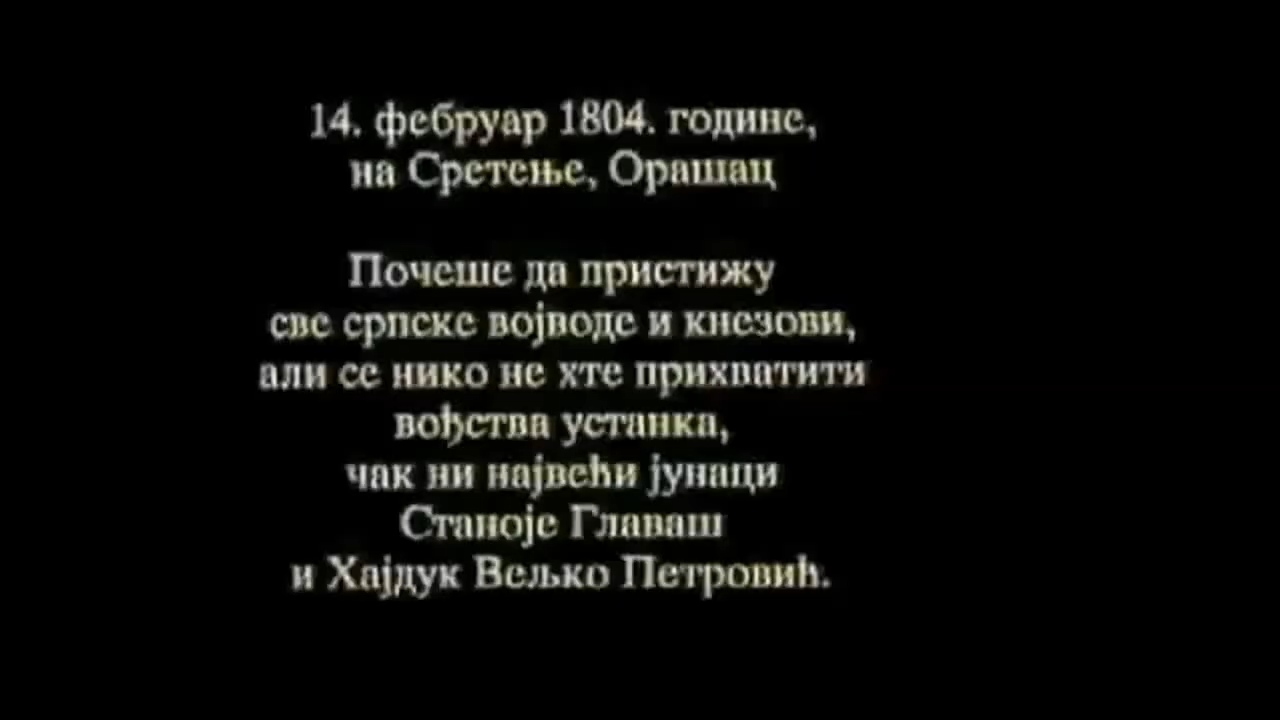 14. фебруар 1804. године,
на Сретење, Орашац
Почеше да пристижу
све српске војводе и кнезови,
али се нико не хте прихватити
вођства устанка,
чак ни највећи јунаци
Станоје Главаш
и Хајдук Вељко Петровић.